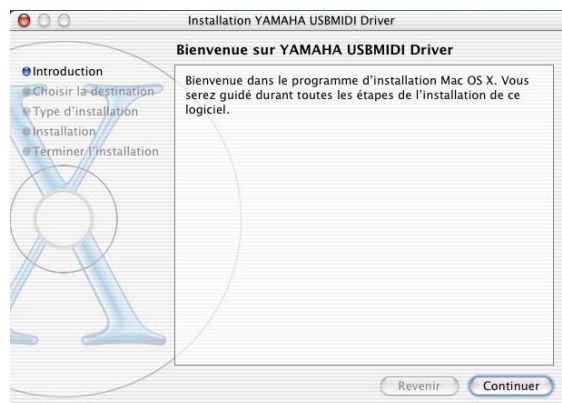 Installation YAMAHA USBMIDI Driver
Bienvenue sur YAMAHA USBMIDI Driver
Introduction
Choisir la destination
Type d'installation
Installation
Terminer l'installation
Bienvenue dans le programme d'installation Mac OS X. Vous
serez guidé durant toutes les étapes de l'installation de ce
logiciel.
Revenir
Continuer